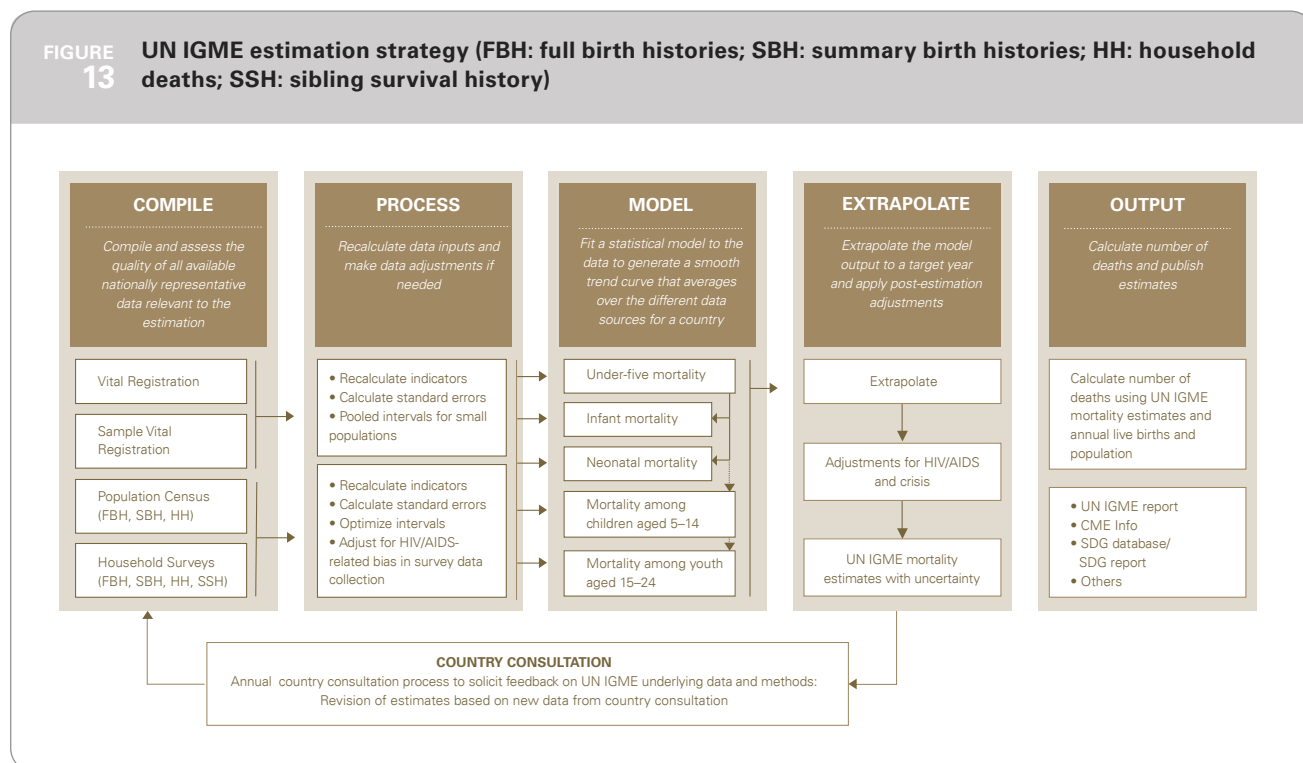 FIGURE
13
UN IGME estimation strategy (FBH: full birth histories; SBH: summary birth histories; HH: household
deaths; SSH: sibling survival history)
COMPILE
Compile and assess the
quality of all available
nationally representative
data relevant to the
estimation
Vital Registration
Sample Vital
Registration
Population Census
(FBH, SBH, HH)
Household Surveys
(FBH, SBH, HH, SSH)
PROCESS
Recalculate data inputs and
make data adjustments if
needed
• Recalculate indicators
• Calculate standard errors
• Pooled intervals for small
populations
• Recalculate indicators
• Calculate standard errors
• Optimize intervals
• Adjust for HIV/AIDS-
related bias in survey data
collection
MODEL
Fit a statistical model to the
data to generate a smooth
trend curve that averages
over the different data
sources for a country
Under-five mortality
Infant mortality
Neonatal mortality
Mortality among
children aged 5–14
Mortality among youth
aged 15–24
EXTRAPOLATE
Extrapolate the model
output to a target year
and apply post-estimation
adjustments
Extrapolate
Adjustments for HIV/AIDS
and crisis
UN IGME mortality
estimates with uncertainty
OUTPUT
Calculate number of
deaths and publish
estimates
Calculate number of
deaths using UN IGME
mortality estimates and
annual live births and
population
• UN IGME report
• CME Info
• SDG database/
SDG report
• Others
COUNTRY CONSULTATION
Annual country consultation process to solicit feedback on UN IGME underlying data and methods:
Revision of estimates based on new data from country consultation